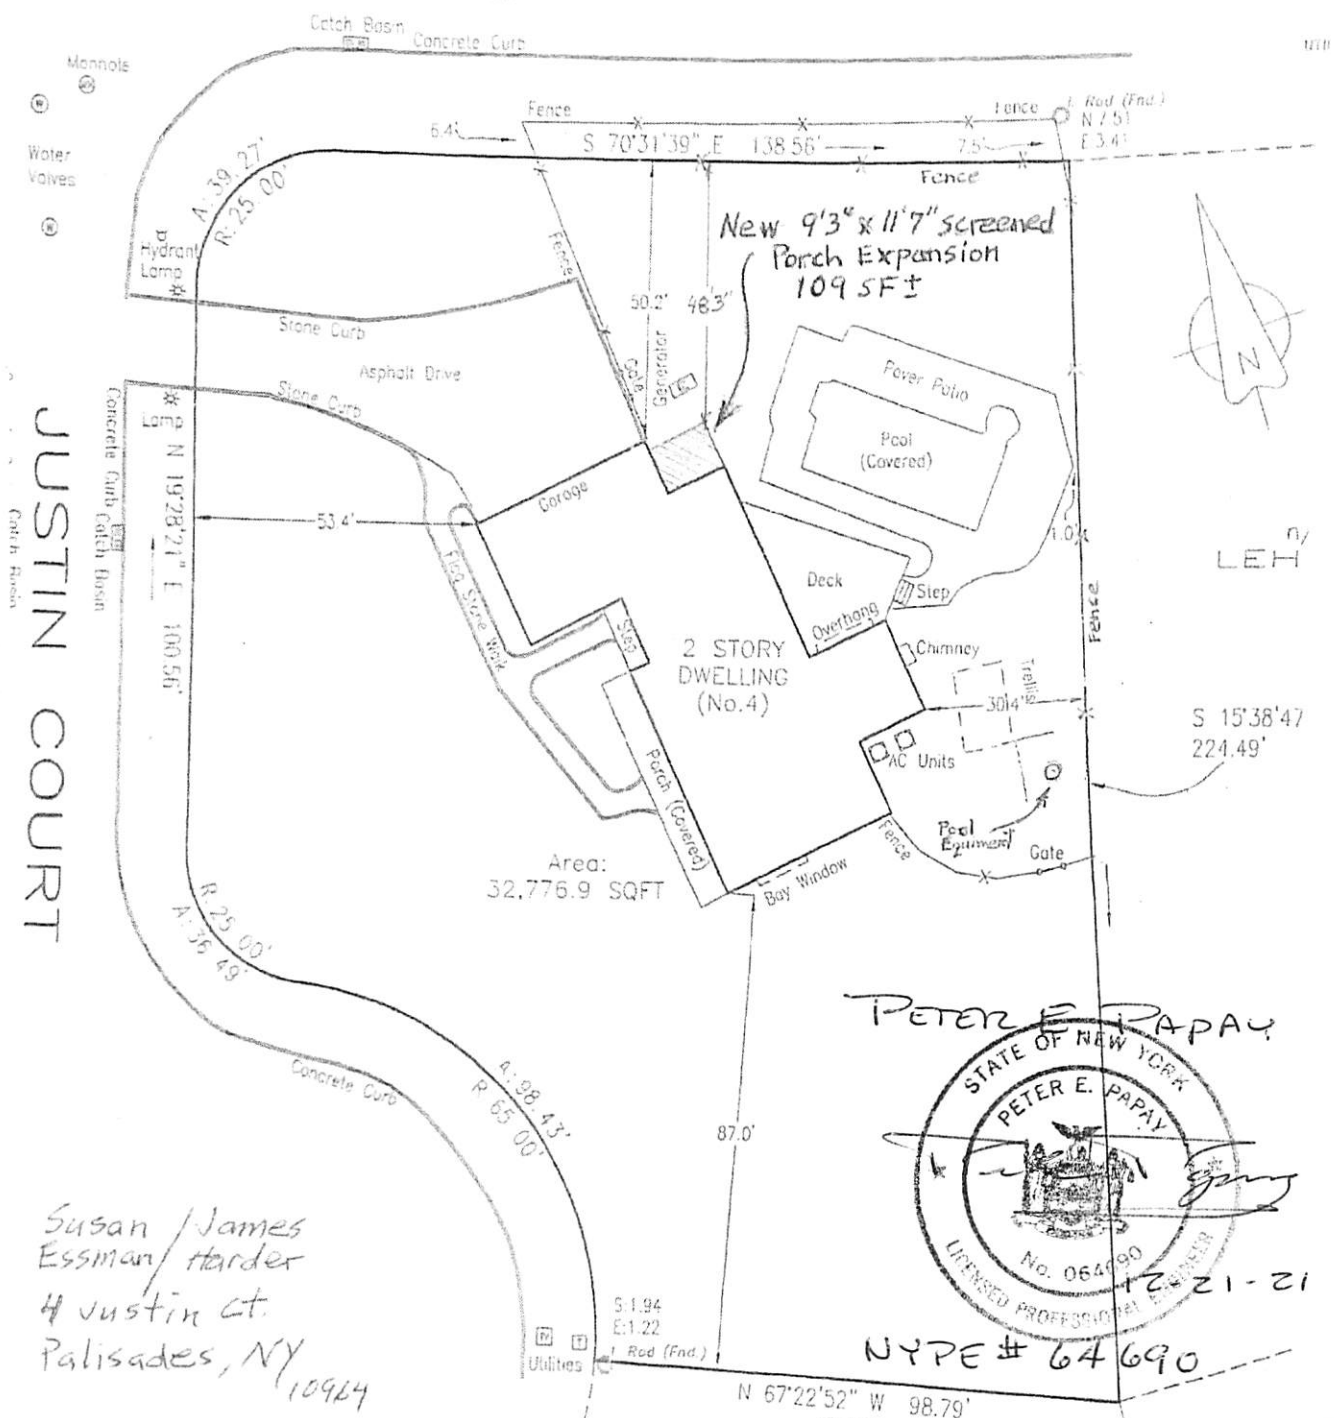 Catch Basin
Concrete Curb
Manhole
Water
Valves
Fence
Fence
I. Rod (Fnd.)
N 7.51
E 3.4
6.4'
S 70°31'39" E 138.56'
7.5'
Fence
A: 39.27'
R: 25.00'
Hydrant
Lamp
New 9'3" x 11'7" screened
Porch Expansion
109 SF±
Fence
50.2'
48.3"
Stone Curb
Gate
Generator
Asphalt Drive
Paver Patio
N
Pool
(Covered)
Stone Curb
Lamp
Concrete Curb
Catch Basin
Catch Basin
N 19°28'21" E 100.56'
JUSTIN COURT
Garage
53.4'
1.0'
n/
LEH
Flag Stone Walk
Deck
Step
Overhang
Fence
Step
2 STORY
DWELLING
(No.4)
Chimney
Trellis
30.4'
S 15°38'47
224.49'
AC Units
Porch (Covered)
Pool
Equiment
Gate
Fence
Area:
32,776.9 SQFT
Bay Window
R: 25.00'
A: 36.49'
PETER E PAPAY
STATE OF NEW YORK
PETER E. PAPAY
No. 064690
LICENSED PROFESSIONAL ENGINEER
Concrete Curb
A: 98.43'
R 65.00'
87.0'
12-21-21
NYPE # 64690
Susan / James
Essman / Harder
4 Justin Ct.
Palisades, NY
10964
S:1.94
E:1.22
I. Rod (Fnd.)
Utilities
N 67°22'52" W 98.79'